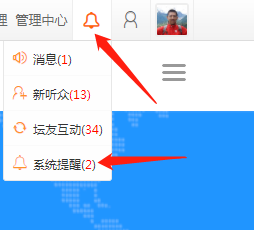 理 管理中心
消息(1)
新听众(13)
坛友互动(34)
系统提醒(2)